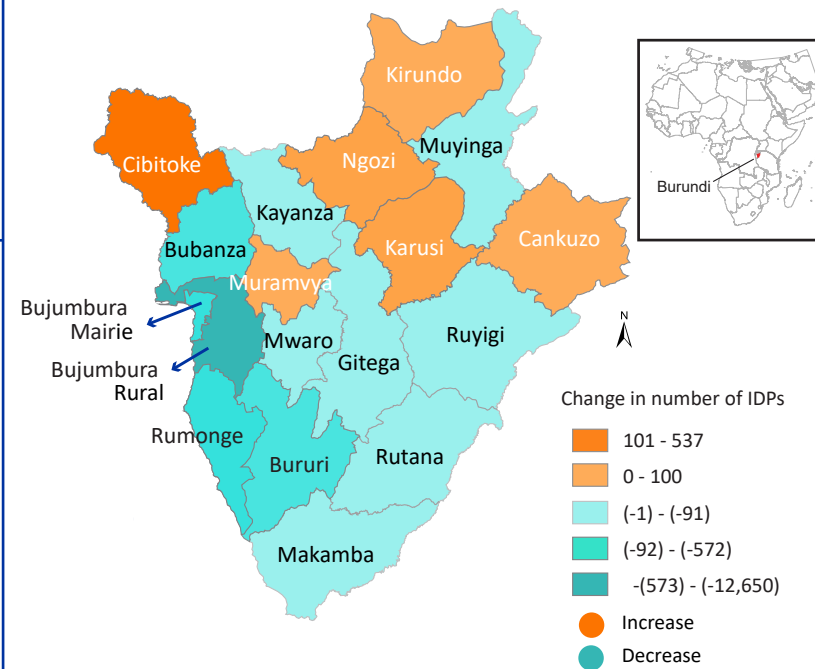 Kirundo
Cibitoke
Ngozi
Muyinga
Kayanza
Bubanza
Karusi
Cankuzo
Muramvya
Bujumbura
Mairie
Mwaro
Gitega
Ruyigi
Bujumbura
Rural
Rumonge
Bururi
Rutana
Makamba
Burundi
N
Change in number of IDPs
101 - 537
0 - 100
(-1) - (-91)
(-92) - (-572)
-(573) - (-12,650)
Increase
Decrease